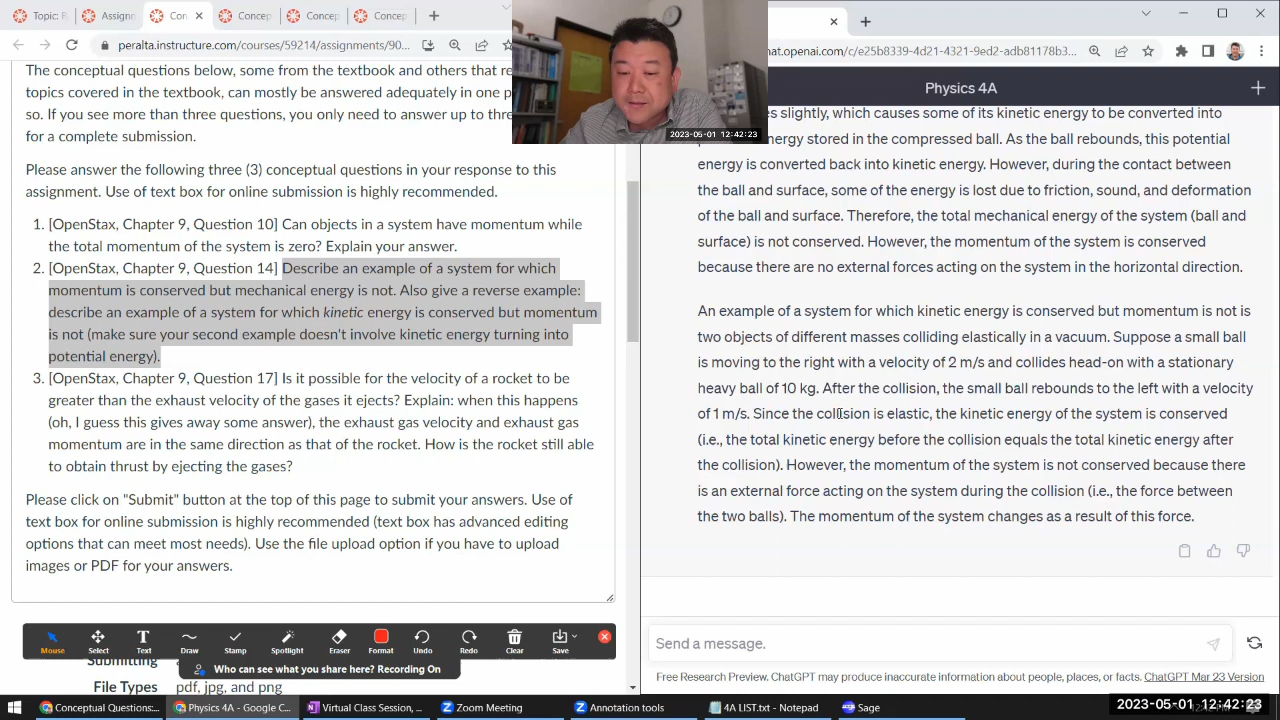 Topic: R
Assignn
Con
Concep
Concep
Concep
peralta.instructure.com/courses/59214/assignments/90...
The conceptual questions below, some from the textbook and others that re
topics covered in the textbook, can mostly be answered adequately in one p
so. If you see more than three questions, you only need to answer up to thre
for a complete submission.
Please answer the following three (3) conceptual questions in your response to this
assignment. Use of text box for online submission is highly recommended.
1. [OpenStax, Chapter 9, Question 10] Can objects in a system have momentum while
the total momentum of the system is zero? Explain your answer.
2. [OpenStax, Chapter 9, Question 14] Describe an example of a system for which
momentum is conserved but mechanical energy is not. Also give a reverse example:
describe an example of a system for which kinetic energy is conserved but momentum
is not (make sure your second example doesn't involve kinetic energy turning into
potential energy).
3. [OpenStax, Chapter 9, Question 17] Is it possible for the velocity of a rocket to be
greater than the exhaust velocity of the gases it ejects? Explain: when this happens
(oh, I guess this gives away some answer), the exhaust gas velocity and exhaust gas
momentum are in the same direction as that of the rocket. How is the rocket still able
to obtain thrust by ejecting the gases?
Please click on "Submit" button at the top of this page to submit your answers. Use of
text box for online submission is highly recommended (text box has advanced editing
options that can meet most needs). Use the file upload option if you have to upload
images or PDF for your answers.
Mouse
Select
Text
Draw
Stamp
Spotlight
Eraser
Format
Undo
Redo
Clear
Save
Who can see what you share here? Recording On
Submitting
File Types
pdf, jpg, and png
2023-05-01 12:42:23
hat.openai.com/c/e25b8339-4d21-4321-9ed2-adb81178b3...
Physics 4A
es slightly, which causes some of its kinetic energy to be converted into
ergy stored in the compressed ball. As the ball rebounds, this potential
energy is converted back into kinetic energy. However, during the contact between
the ball and surface, some of the energy is lost due to friction, sound, and deformation
of the ball and surface. Therefore, the total mechanical energy of the system (ball and
surface) is not conserved. However, the momentum of the system is conserved
because there are no external forces acting on the system in the horizontal direction.
An example of a system for which kinetic energy is conserved but momentum is not is
two objects of different masses colliding elastically in a vacuum. Suppose a small ball
is moving to the right with a velocity of 2 m/s and collides head-on with a stationary
heavy ball of 10 kg. After the collision, the small ball rebounds to the left with a velocity
of 1 m/s. Since the collision is elastic, the kinetic energy of the system is conserved
(i.e., the total kinetic energy before the collision equals the total kinetic energy after
the collision). However, the momentum of the system is not conserved because there
is an external force acting on the system during the collision (i.e., the force between
the two balls). The momentum of the system changes as a result of this force.
Send a message.
Free Research Preview. ChatGPT may produce inaccurate information about people, places, or facts. ChatGPT Mar 23 Version
Conceptual Questions:...
Physics 4A - Google C...
Virtual Class Session, ...
Zoom Meeting
Annotation tools
4A LIST.txt - Notepad
Sage
2023-05-01 12:42:23